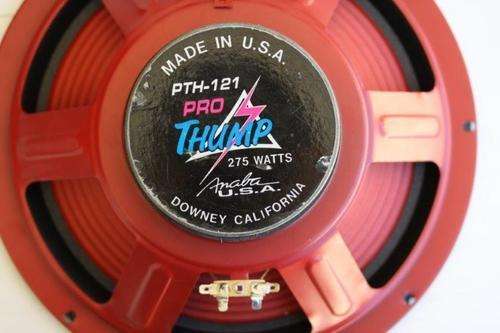 MADE IN U.S.A.
PTH-121
PRO
THUMP
275 WATTS
Anaba
U.S.A.
DOWNEY CALIFORNIA